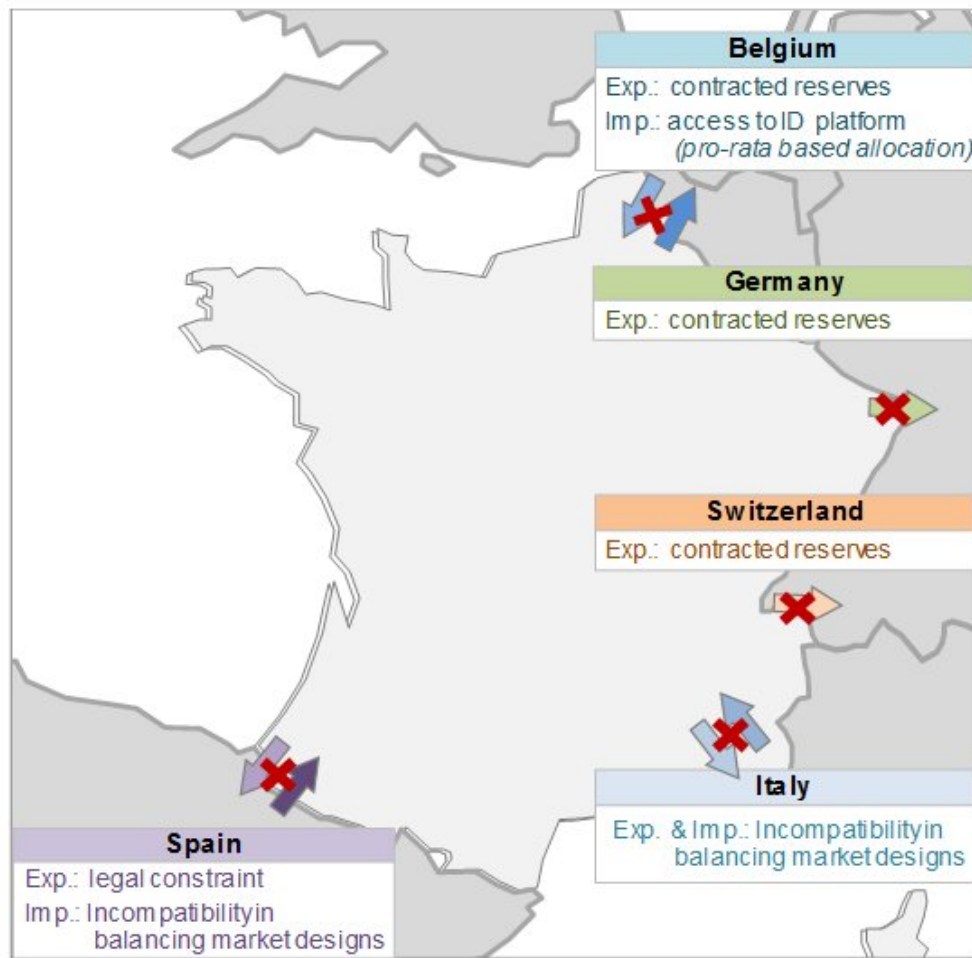 Belgium
Exp.: contracted reserves
Imp.: access to ID platform
(pro-rata based allocation)
Germany
Exp.: contracted reserves
Switzerland
Exp.: contracted reserves
Italy
Exp. & Imp.: Incompatibility in
balancing market designs
Spain
Exp.: legal constraint
Imp.: Incompatibility in
balancing market designs